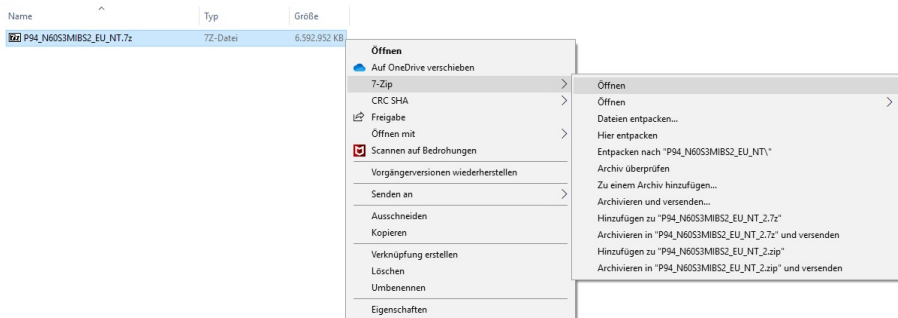 Name Typ Größe
P94_N60S3MIBS2_EU_NT.7z 7Z-Datei 6.592.952 KB
Öffnen
Auf OneDrive verschieben
7-Zip
CRC SHA
Freigabe
Öffnen mit
Scannen auf Bedrohungen
Vorgängerversionen wiederherstellen
Senden an
Ausschneiden
Kopieren
Verknüpfung erstellen
Löschen
Umbenennen
Eigenschaften
Öffnen
Öffnen
Dateien entpacken...
Hier entpacken
Entpacken nach "P94_N60S3MIBS2_EU_NT\"
Archiv überprüfen
Zu einem Archiv hinzufügen...
Archivieren und versenden...
Hinzufügen zu "P94_N60S3MIBS2_EU_NT_2.7z"
Archivieren in "P94_N60S3MIBS2_EU_NT_2.7z" und versenden
Hinzufügen zu "P94_N60S3MIBS2_EU_NT_2.zip"
Archivieren in "P94_N60S3MIBS2_EU_NT_2.zip" und versenden